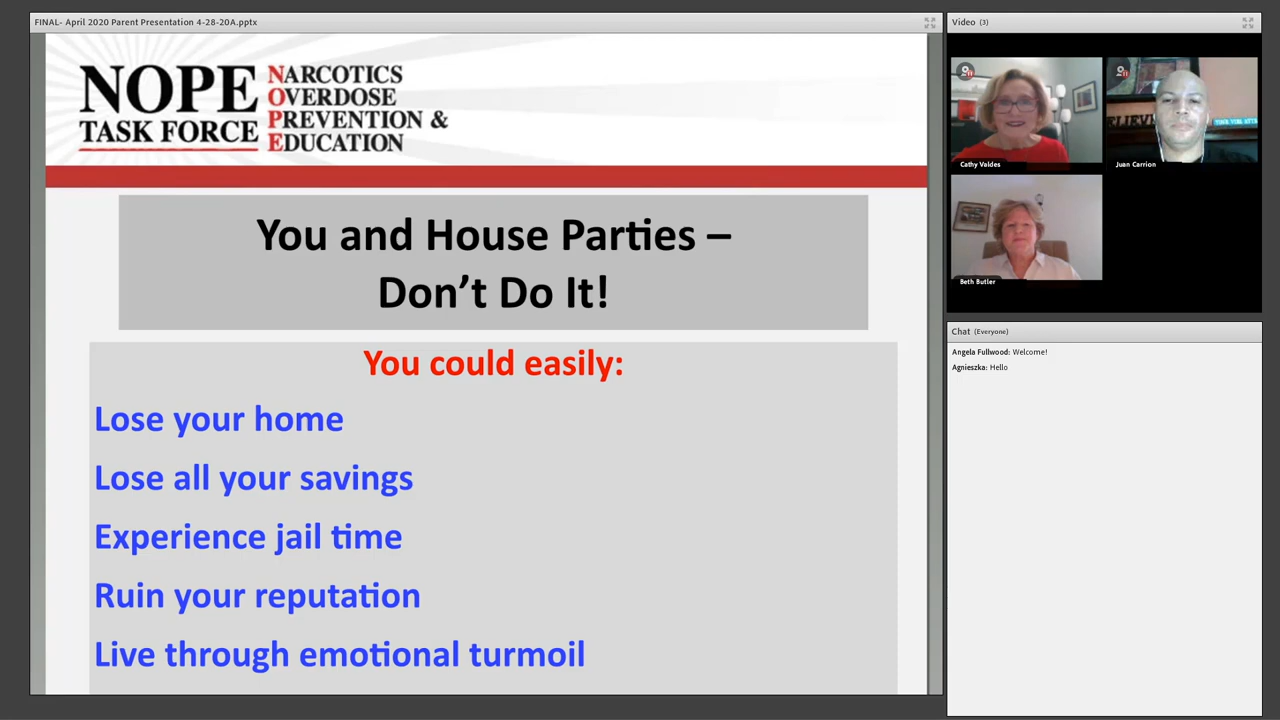 FINAL- April 2020 Parent Presentation 4-28-20A.pptx
NOPE
TASK FORCE
NARCOTICS
OVERDOSE
PREVENTION &
EDUCATION
You and House Parties –
Don't Do It!
You could easily:
Lose your home
Lose all your savings
Experience jail time
Ruin your reputation
Live through emotional turmoil
Video (3)
Cathy Valdes
Juan Carrion
Beth Butler
Chat (Everyone)
Angela Fullwood: Welcome!
Agnieszka: Hello